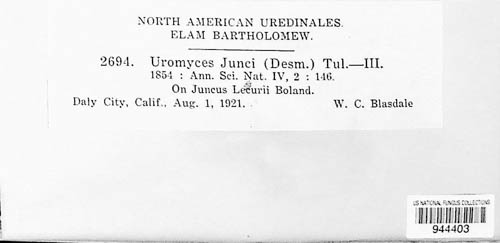 NORTH AMERICAN UREDINALES.
ELAM BARTHOLOMEW.
2694. Uromyces Junci (Desm.) Tul.—III.
1854 : Ann. Sci. Nat. IV, 2 : 146.
On Juncus Leeurii Boland.
Daly City, Calif., Aug. 1, 1921. W. C. Blasdale
US NATIONAL FUNGUS COLLECTIONS
944403